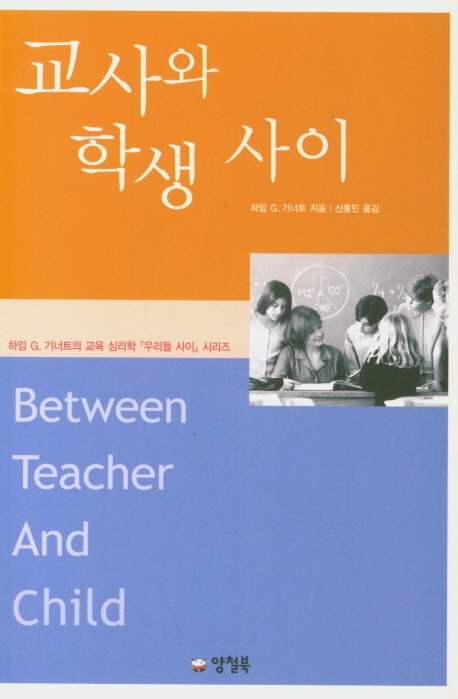 교사와
학생 사이
하임 G. 기너트 지음 | 신홍민 옮김
192° 120°
하임 G. 기너트의 교육 심리학 『우리들 사이』 시리즈
Between
Teacher
And
Child
양철북